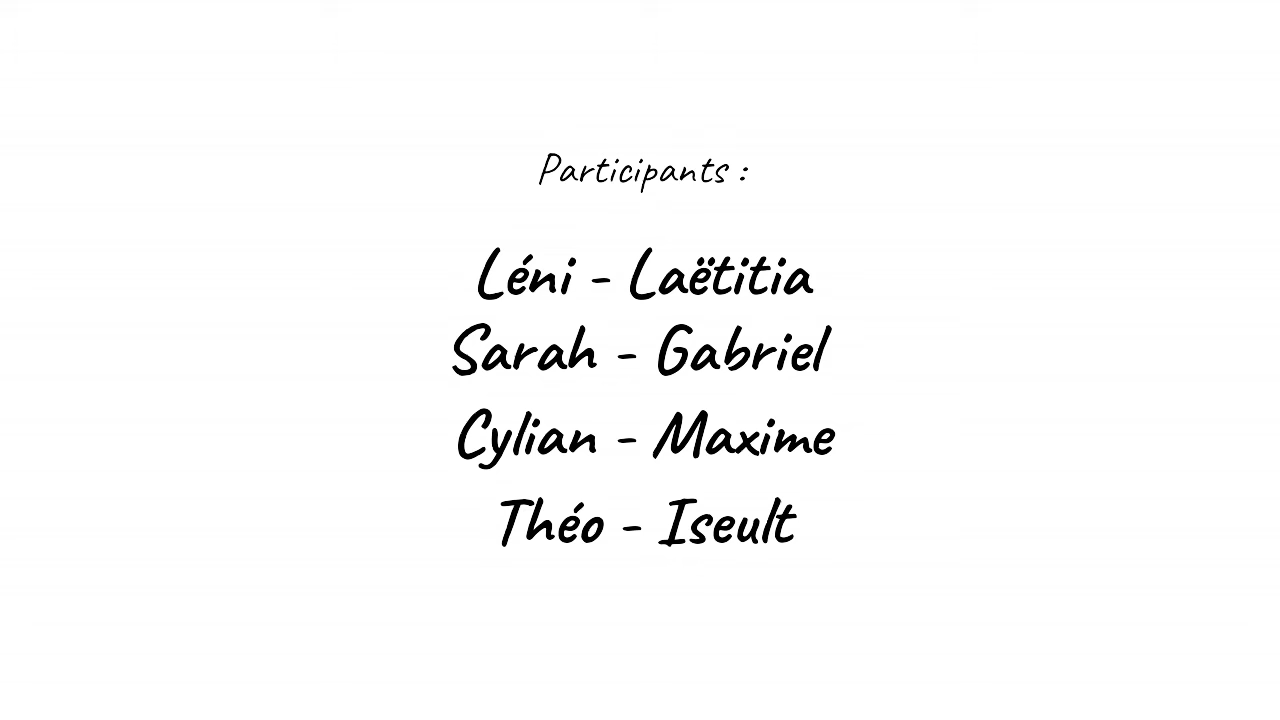 Participants :
Léni - Laëtitia
Sarah - Gabriel
Cylian - Maxime
Théo - Iseult